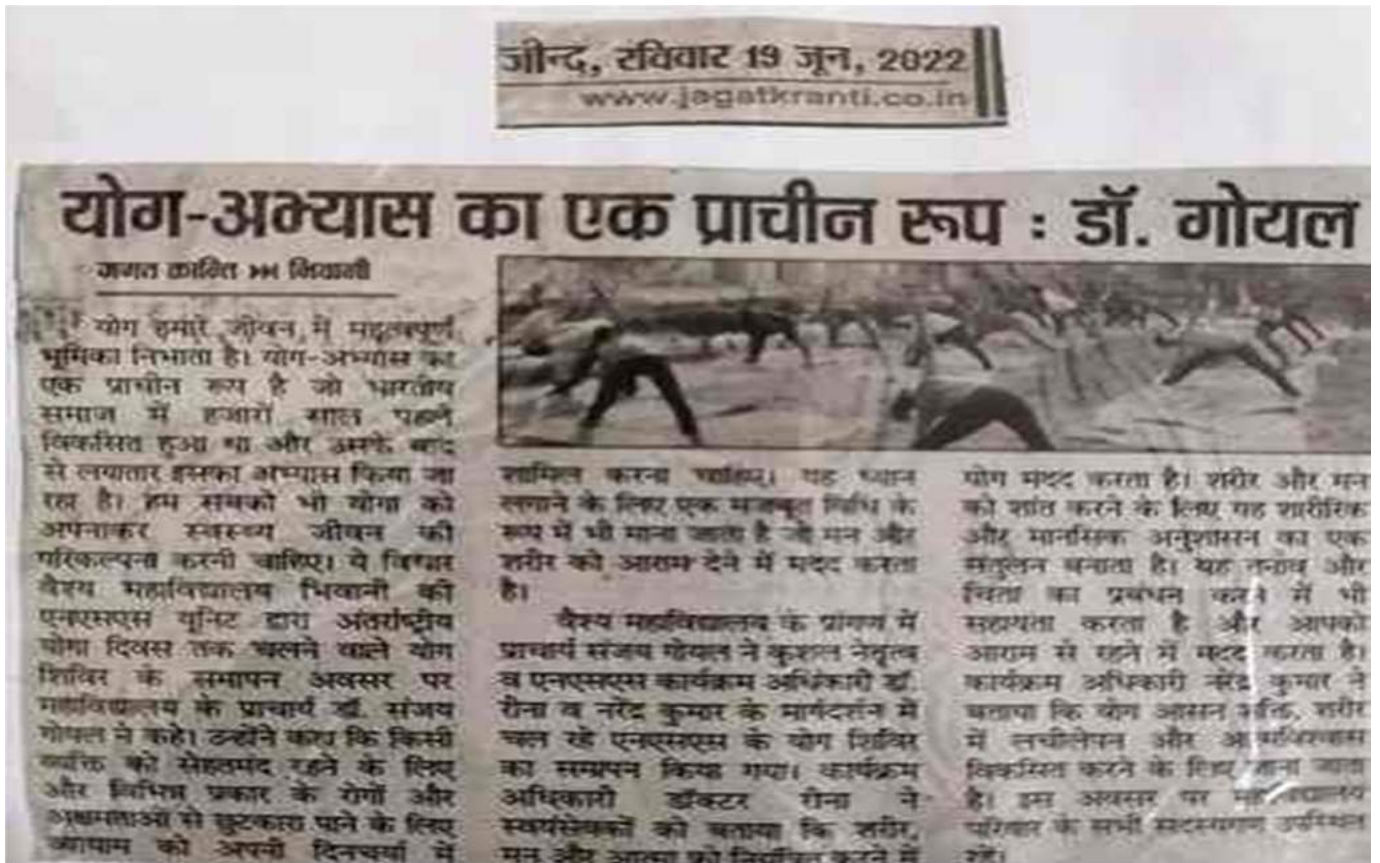 जीन्द, रविवार 19 जून, 2022
www.jagatkranti.co.in
योग-अभ्यास का एक प्राचीन रूप : डॉ. गोयल
जगत क्रान्ति ⏭ भिवानी
योग हमारे जीवन में महत्वपूर्ण
भूमिका निभाता है। योग-अभ्यास का
एक प्राचीन रूप है जो भारतीय
समाज में हजारों साल पहले
विकसित हुआ था और उसके बाद
से लगातार इसका अभ्यास किया जा
रहा है। हम सबको भी योगा को
अपनाकर स्वस्थ्य जीवन की
परिकल्पना करनी चाहिए। ये विचार
वैश्य महाविद्यालय भिवानी की
एनएसएस यूनिट द्वारा अंतर्राष्ट्रीय
योगा दिवस तक चलने वाले योग
शिविर के समापन अवसर पर
महाविद्यालय के प्राचार्य डॉ. संजय
गोयल ने कहे। उन्होंने कहा कि किसी
व्यक्ति को सेहतमंद रहने के लिए
और विभिन्न प्रकार के रोगों और
अक्षमताओं से छुटकारा पाने के लिए
व्यायाम को अपनी दिनचर्या में
शामिल करना चाहिए। यह ध्यान
लगाने के लिए एक मजबूत विधि के
रूप में भी माना जाता है जो मन और
शरीर को आराम देने में मदद करता
है।
वैश्य महाविद्यालय के प्रांगण में
प्राचार्य संजय गोयल ने कुशल नेतृत्व
व एनएसएस कार्यक्रम अधिकारी डॉ.
रीना व नरेंद्र कुमार के मार्गदर्शन में
चल रहे एनएसएस के योग शिविर
का समापन किया गया। कार्यक्रम
अधिकारी डॉक्टर रीना ने
स्वयंसेवकों को बताया कि शरीर,
मन और आत्मा को नियंत्रित करने में
योग मदद करता है। शरीर और मन
को शांत करने के लिए यह शारीरिक
और मानसिक अनुशासन का एक
संतुलन बनाता है। यह तनाव और
चिंता का प्रबंधन करने में भी
सहायता करता है और आपको
आराम से रहने में मदद करता है।
कार्यक्रम अधिकारी नरेंद्र कुमार ने
बताया कि योग आसन शक्ति, शरीर
में लचीलेपन और आत्मविश्वास
विकसित करने के लिए जाना जाता
है। इस अवसर पर महाविद्यालय
परिवार के सभी सदस्यगण उपस्थित
रहे।